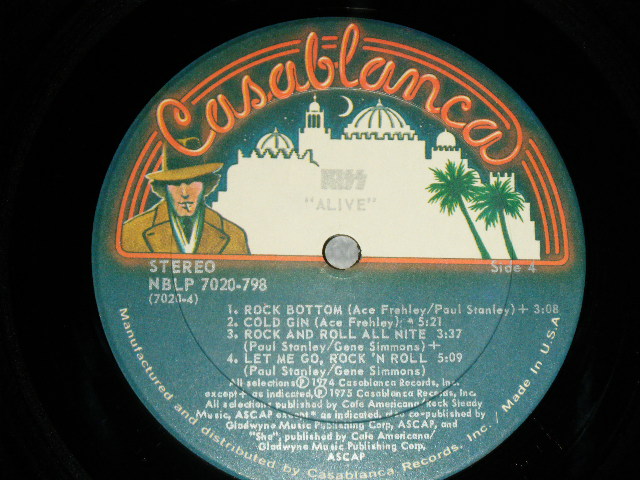 Casablanca
KISS
"ALIVE"
STEREO
Side 4
NBLP 7020-798
(7020-4)
1. ROCK BOTTOM (Ace Frehley/Paul Stanley) + 3:08
2. COLD GIN (Ace Frehley) * 5:21
3. ROCK AND ROLL ALL NITE 3:37
(Paul Stanley/Gene Simmons) +
4. LET ME GO, ROCK 'N ROLL 5:09
(Paul Stanley/Gene Simmons)
All selections Ⓟ 1974 Casablanca Records, Inc.
except + as indicated, Ⓟ 1975 Casablanca Records, Inc.
All selections published by Cafe Americana/Rock Steady
Music, ASCAP except * as indicated, also co-published by
Gladwyne Music Publishing Corp, ASCAP, and
"She", published by Cafe Americana/
Gladwyne Music Publishing Corp.
ASCAP
Manufactured and distributed by Casablanca Records, Inc. / Made In U.S.A.